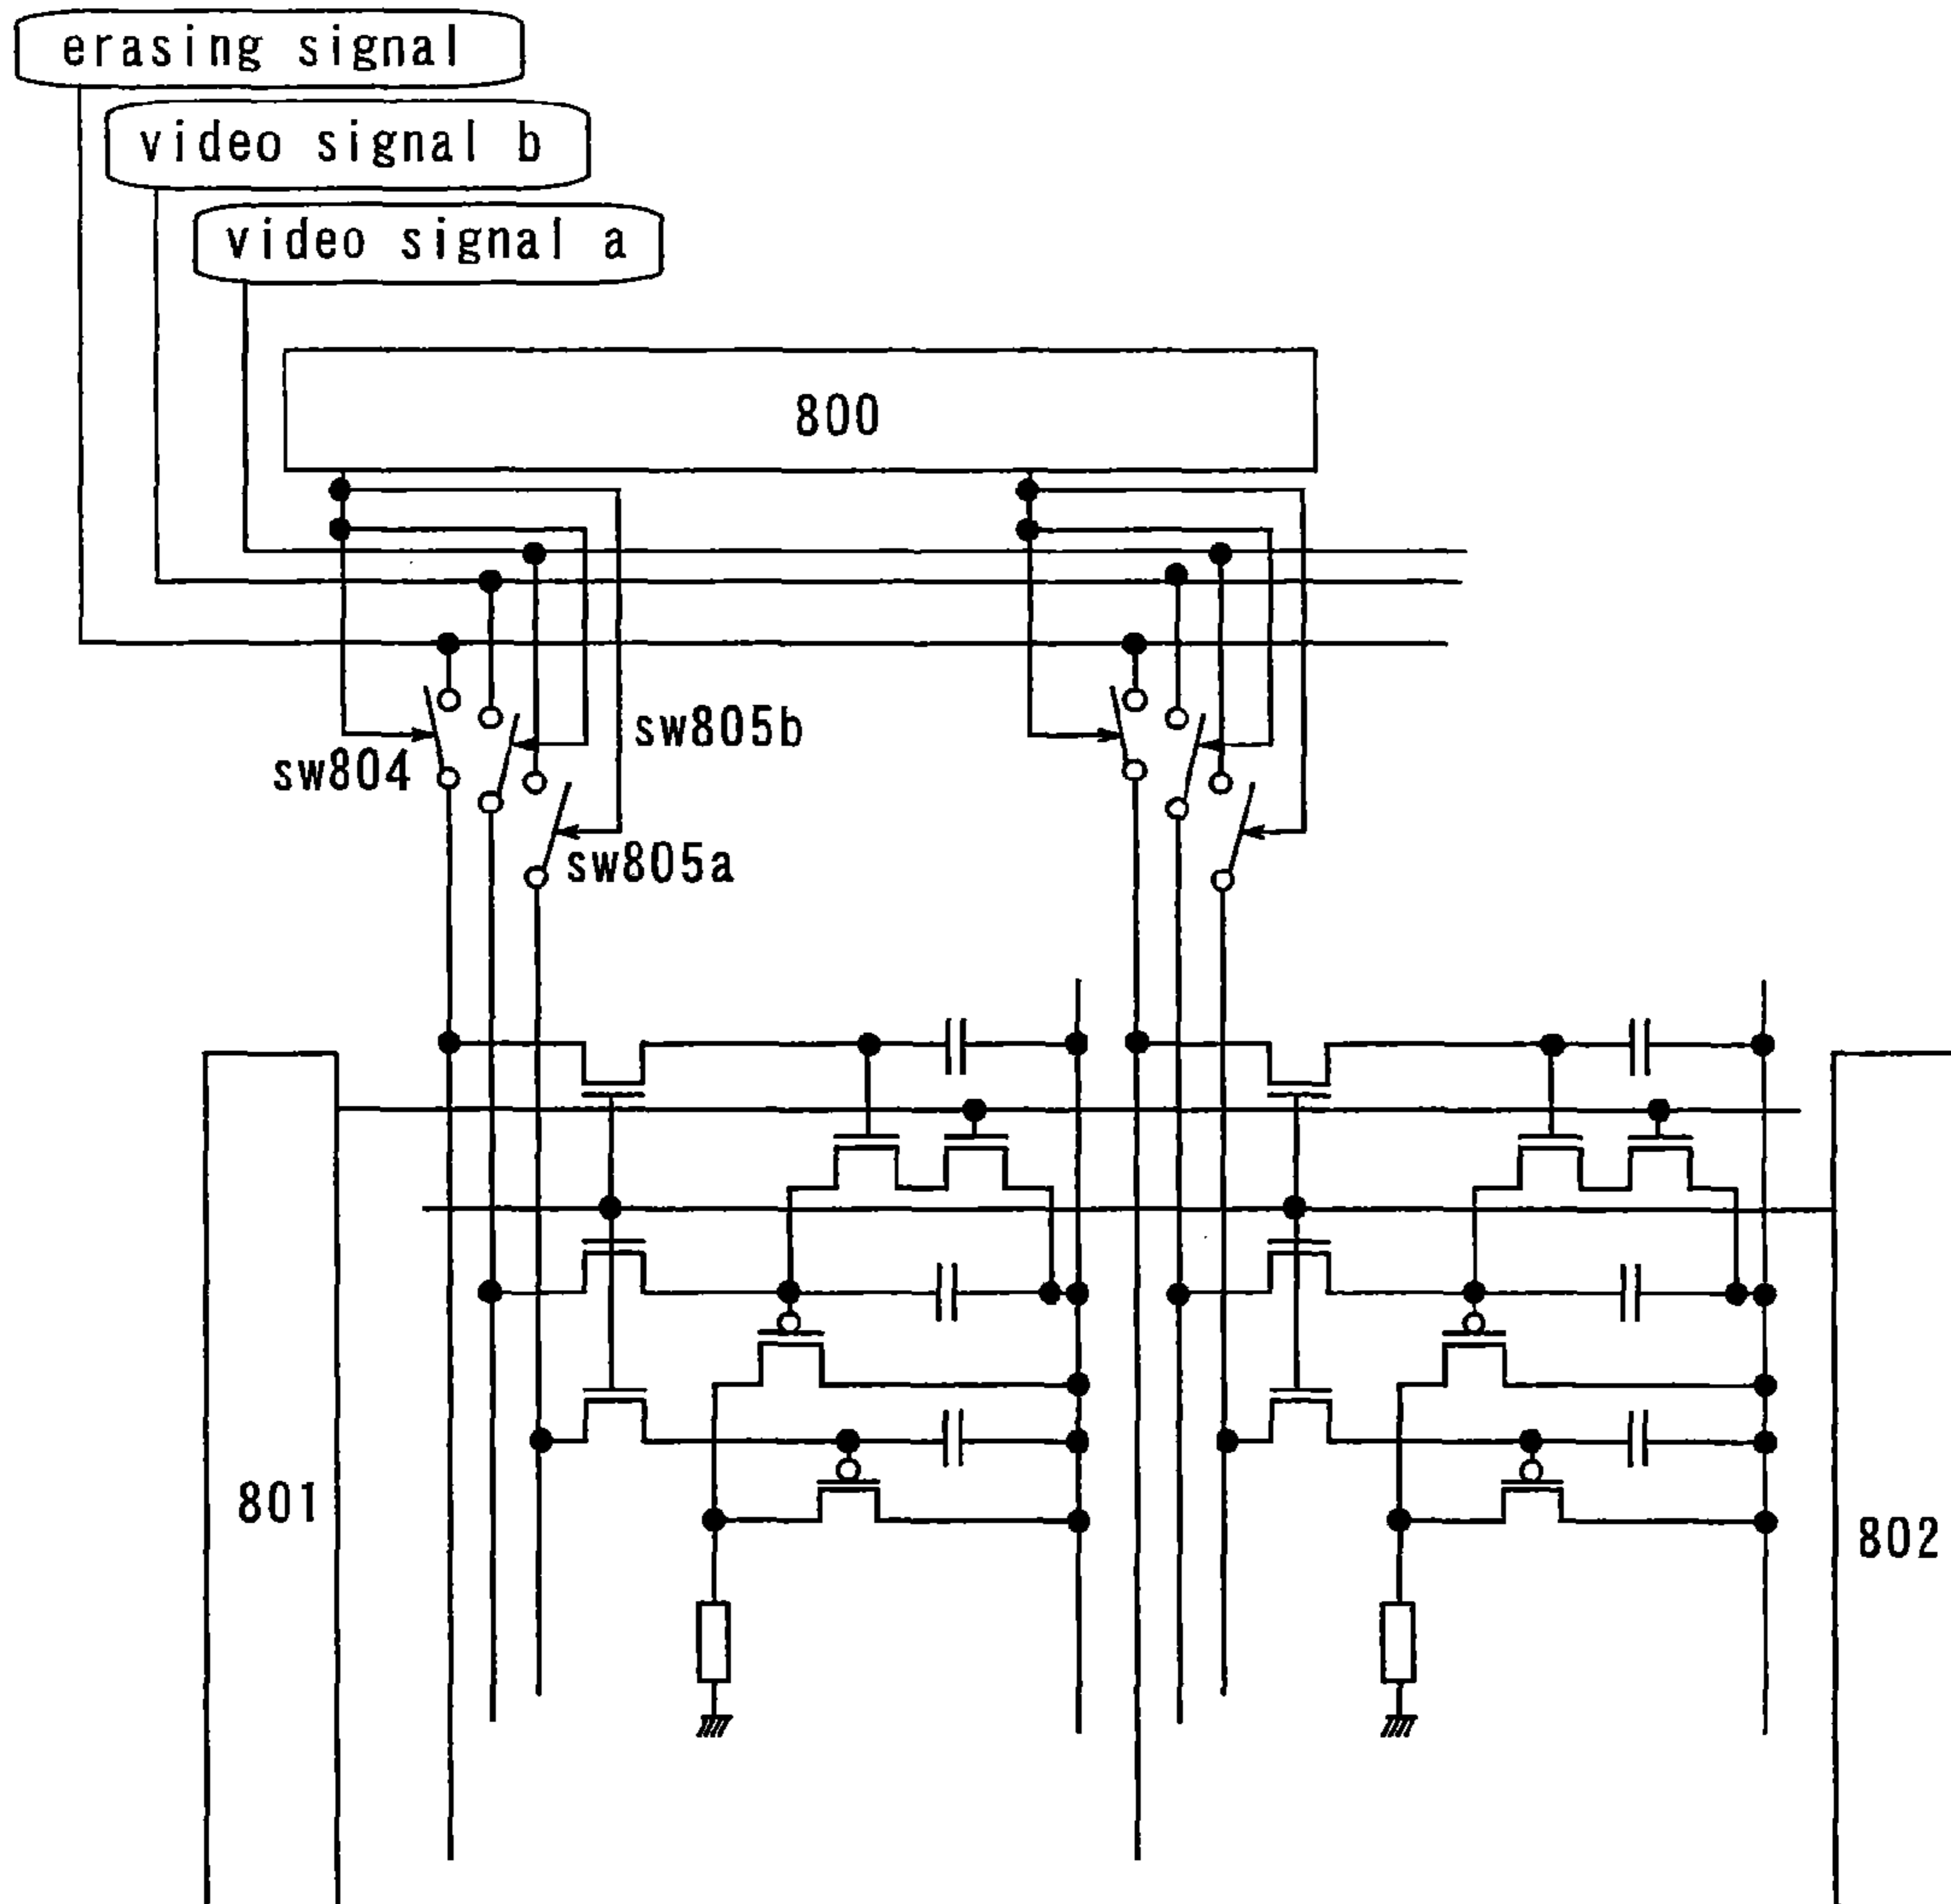 erasing signal
video signal b
video signal a
800
sw805b
sw804
sw805a
801
802